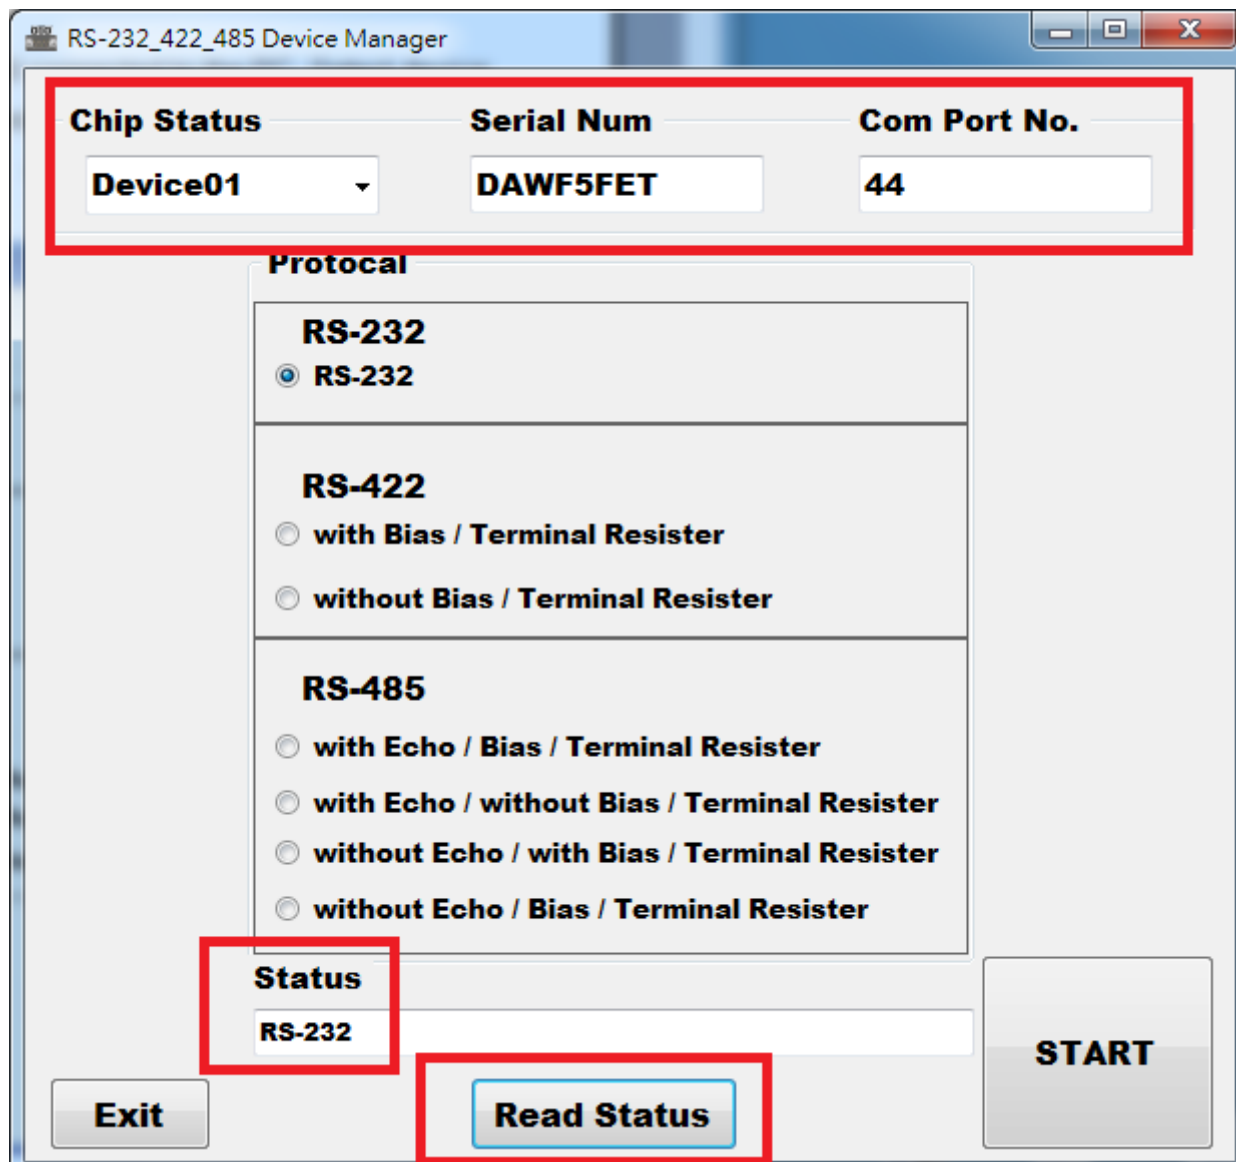 RS-232_422_485 Device Manager
Chip Status Serial Num Com Port No.
Device01 DAWF5FET 44
Protocal
RS-232
RS-232
RS-422
with Bias / Terminal Resister
without Bias / Terminal Resister
RS-485
with Echo / Bias / Terminal Resister
with Echo / without Bias / Terminal Resister
without Echo / with Bias / Terminal Resister
without Echo / Bias / Terminal Resister
Status
RS-232
START
Exit
Read Status